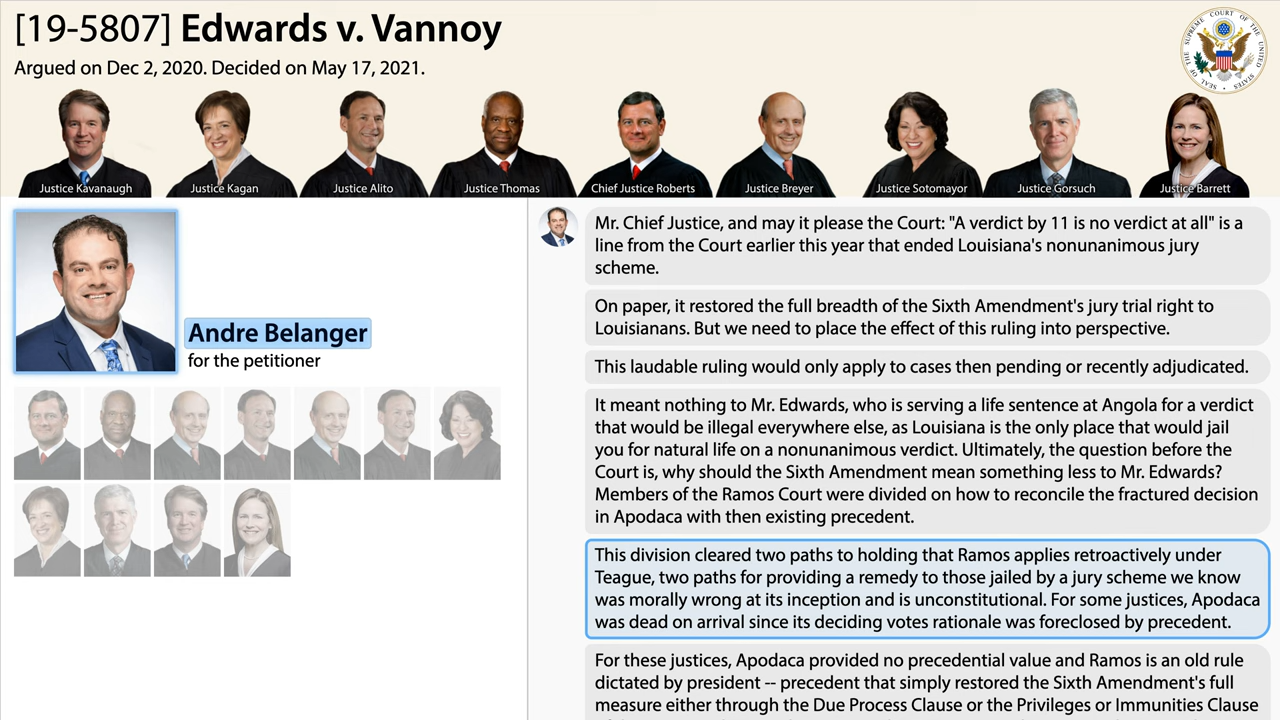 [19-5807] Edwards v. Vannoy
Argued on Dec 2, 2020. Decided on May 17, 2021.
SEAL OF THE SUPREME COURT OF THE UNITED STATES
Justice Kavanaugh
Justice Kagan
Justice Alito
Justice Thomas
Chief Justice Roberts
Justice Breyer
Justice Sotomayor
Justice Gorsuch
Justice Barrett
Andre Belanger
for the petitioner
Mr. Chief Justice, and may it please the Court: "A verdict by 11 is no verdict at all" is a
line from the Court earlier this year that ended Louisiana's nonunanimous jury
scheme.
On paper, it restored the full breadth of the Sixth Amendment's jury trial right to
Louisianans. But we need to place the effect of this ruling into perspective.
This laudable ruling would only apply to cases then pending or recently adjudicated.
It meant nothing to Mr. Edwards, who is serving a life sentence at Angola for a verdict
that would be illegal everywhere else, as Louisiana is the only place that would jail
you for natural life on a nonunanimous verdict. Ultimately, the question before the
Court is, why should the Sixth Amendment mean something less to Mr. Edwards?
Members of the Ramos Court were divided on how to reconcile the fractured decision
in Apodaca with then existing precedent.
This division cleared two paths to holding that Ramos applies retroactively under
Teague, two paths for providing a remedy to those jailed by a jury scheme we know
was morally wrong at its inception and is unconstitutional. For some justices, Apodaca
was dead on arrival since its deciding votes rationale was foreclosed by precedent.
For these justices, Apodaca provided no precedential value and Ramos is an old rule
dictated by president -- precedent that simply restored the Sixth Amendment's full
measure either through the Due Process Clause or the Privileges or Immunities Clause